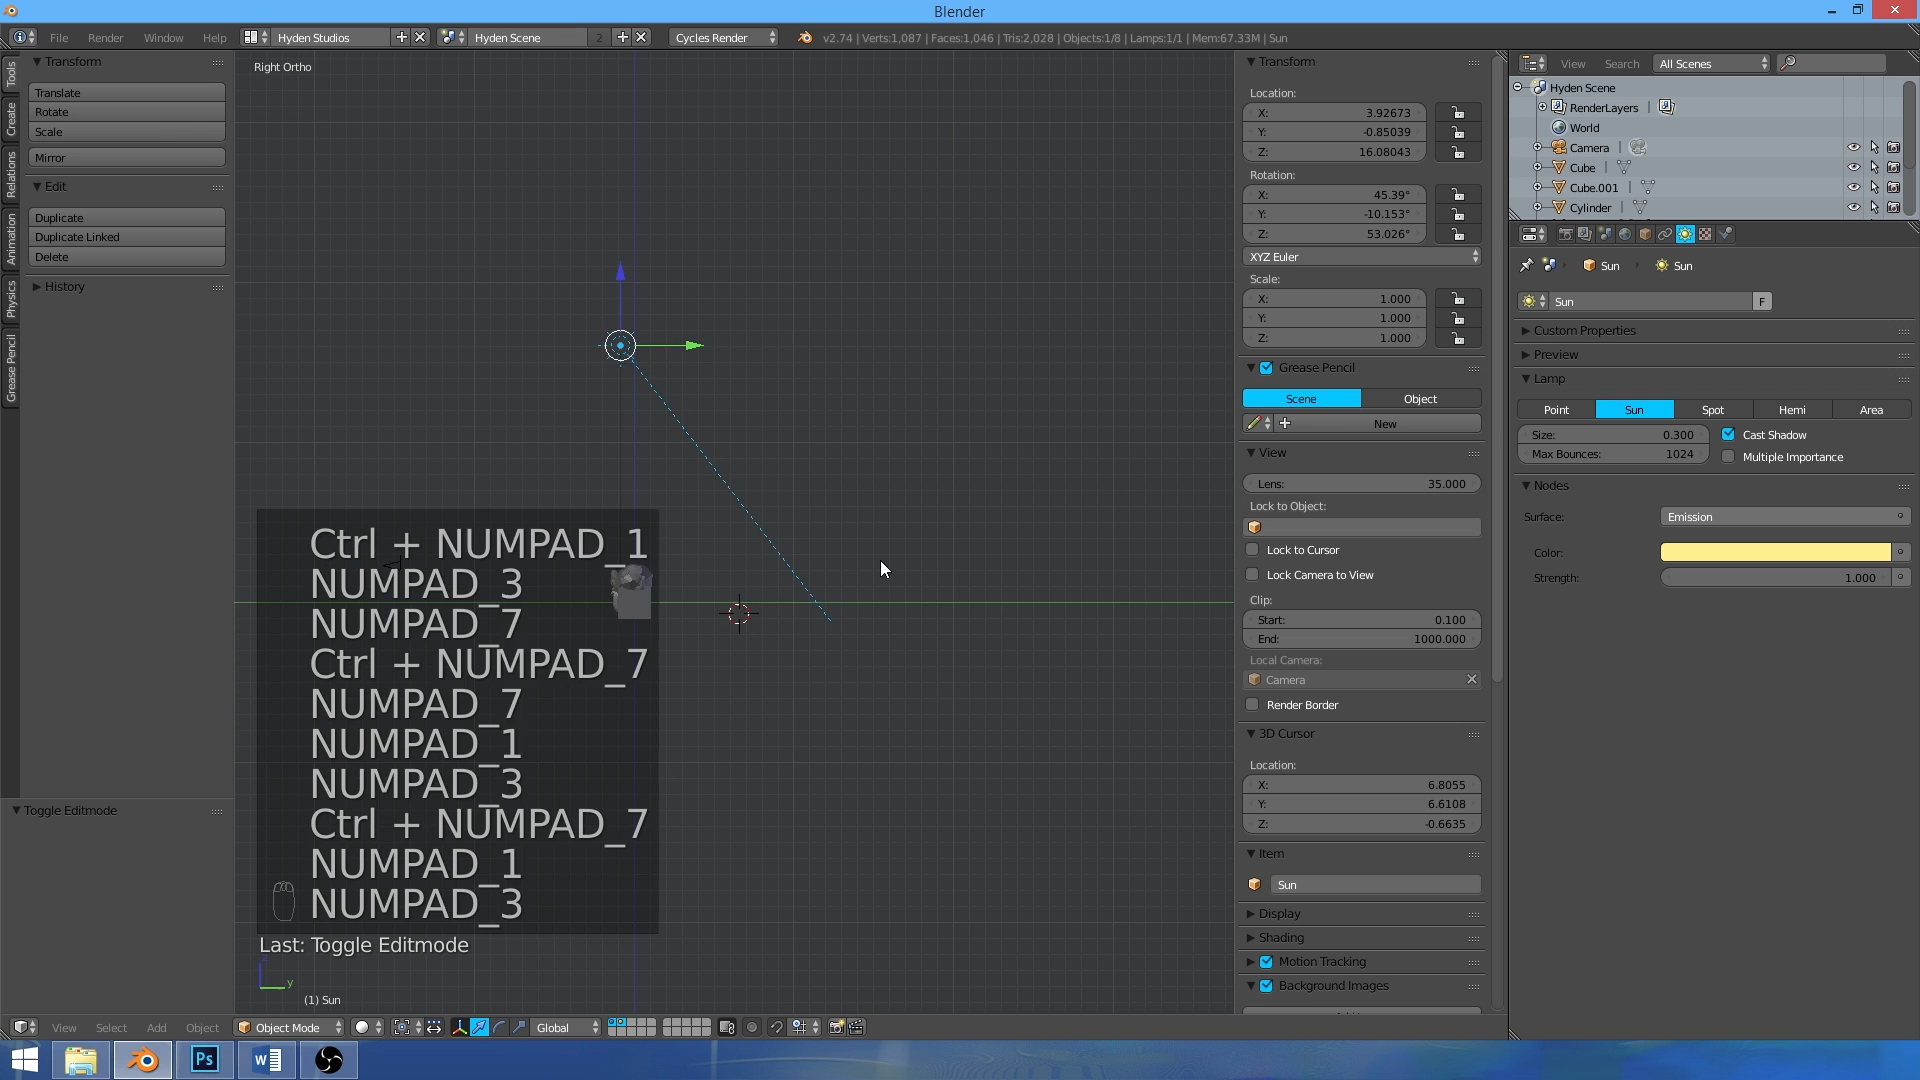 Blender
File Render Window Help Hyden Studios Hyden Scene 2 Cycles Render v2.74 | Verts:1,087 | Faces:1,046 | Tris:2,028 | Objects:1/8 | Lamps:1/1 | Mem:67.33M | Sun
Tools
Create
Relations
Animation
Physics
Grease Pencil
Transform
Translate
Rotate
Scale
Mirror
Edit
Duplicate
Duplicate Linked
Delete
History
Toggle Editmode
Right Ortho
Ctrl + NUMPAD_1
NUMPAD_3
NUMPAD_7
Ctrl + NUMPAD_7
NUMPAD_7
NUMPAD_1
NUMPAD_3
Ctrl + NUMPAD_7
NUMPAD_1
NUMPAD_3
Last: Toggle Editmode
z
y
(1) Sun
View Select Add Object Object Mode Global
Transform
Location:
X: 3.92673
Y: -0.85039
Z: 16.08043
Rotation:
X: 45.39°
Y: -10.153°
Z: 53.026°
XYZ Euler
Scale:
X: 1.000
Y: 1.000
Z: 1.000
Grease Pencil
Scene Object
New
View
Lens: 35.000
Lock to Object:
Lock to Cursor
Lock Camera to View
Clip:
Start: 0.100
End: 1000.000
Local Camera:
Camera
Render Border
3D Cursor
Location:
X: 6.8055
Y: 6.6108
Z: -0.6635
Item
Sun
Display
Shading
Motion Tracking
Background Images
View Search All Scenes
Hyden Scene
RenderLayers
World
Camera
Cube
Cube.001
Cylinder
Sun Sun
Sun F
Custom Properties
Preview
Lamp
Point Sun Spot Hemi Area
Size: 0.300 Cast Shadow
Max Bounces: 1024 Multiple Importance
Nodes
Surface: Emission
Color:
Strength: 1.000
Ps
W